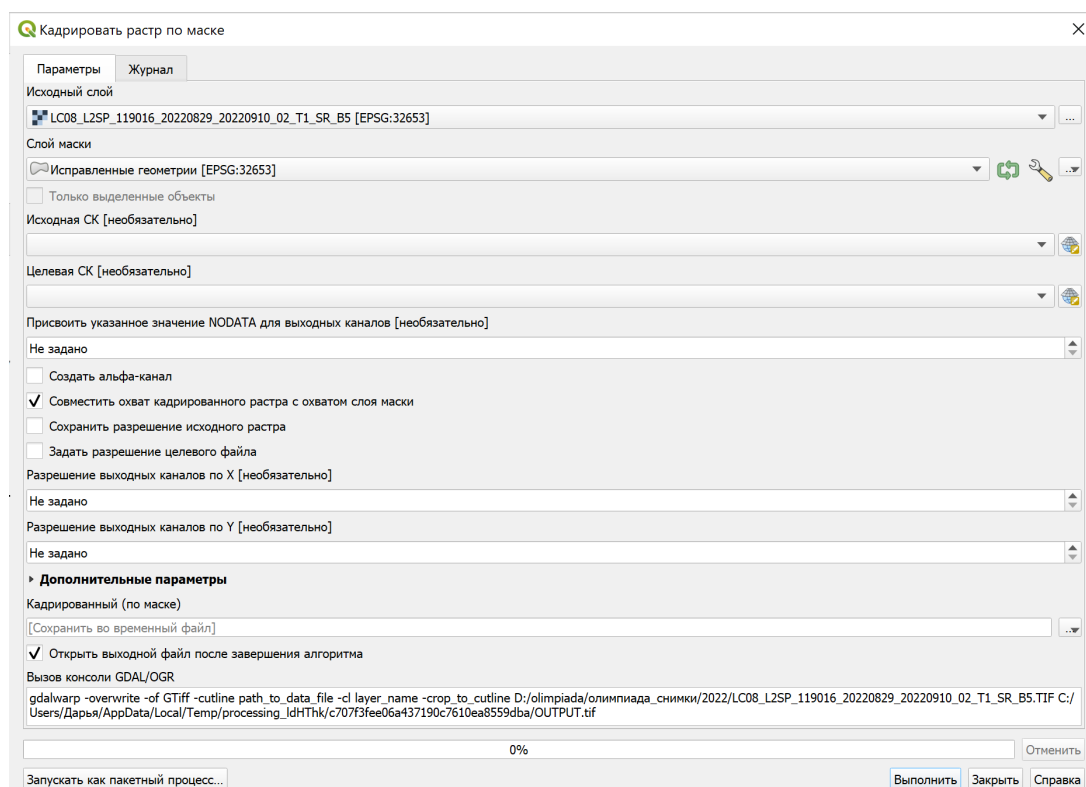 Кадрировать растр по маске
Параметры Журнал
Исходный слой
LC08_L2SP_119016_20220829_20220910_02_T1_SR_B5 [EPSG:32653]
...
Слой маски
Исправленные геометрии [EPSG:32653]
Только выделенные объекты
Исходная СК [необязательно]
Целевая СК [необязательно]
Присвоить указанное значение NODATA для выходных каналов [необязательно]
Не задано
Создать альфа-канал
Совместить охват кадрированного растра с охватом слоя маски
Сохранить разрешение исходного растра
Задать разрешение целевого файла
Разрешение выходных каналов по X [необязательно]
Не задано
Разрешение выходных каналов по Y [необязательно]
Не задано
Дополнительные параметры
Кадрированный (по маске)
[Сохранить во временный файл]
Открыть выходной файл после завершения алгоритма
Вызов консоли GDAL/OGR
gdalwarp -overwrite -of GTiff -cutline path_to_data_file -cl layer_name -crop_to_cutline D:/olimpiada/олимпиада_снимки/2022/LC08_L2SP_119016_20220829_20220910_02_T1_SR_B5.TIF C:/
Users/Дарья/AppData/Local/Temp/processing_ldHThk/c707f3fee06a437190c7610ea8559dba/OUTPUT.tif
0%
Отменить
Запускать как пакетный процесс...
Выполнить Закрыть Справка